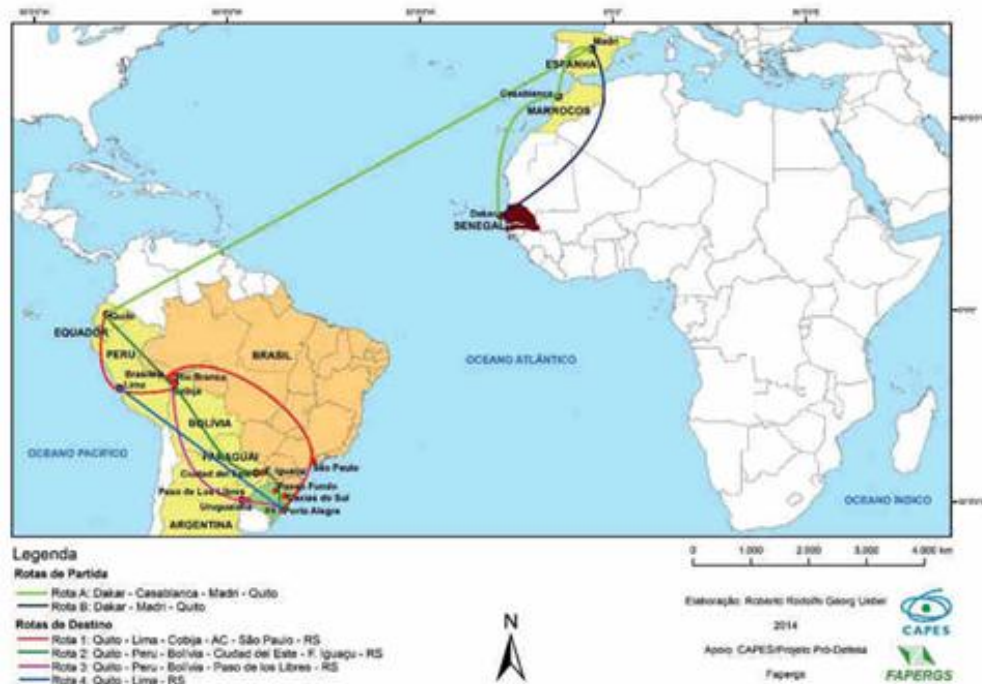 Madri
ESPANHA
Casablanca
MARROCOS
Dakar
SENEGAL
Quito
EQUADOR
PERU
BRASIL
OCEANO ATLÂNTICO
Brasileia
Rio Branco
Lima
Cobija
BOLÍVIA
OCEANO PACÍFICO
PARAGUAI
São Paulo
Ciudad del Este
F. Iguaçu
Paso de Los Libres
Passo Fundo
Caxias do Sul
OCEANO ÍNDICO
Uruguaiana
Porto Alegre
ARGENTINA
Legenda
0 1.000 2.000 3.000 4.000 km
Rotas de Partida
Rota A: Dakar - Casablanca - Madri - Quito
Rota B: Dakar - Madri - Quito
Rotas de Destino
Rota 1: Quito - Lima - Cobija - AC - São Paulo - RS
Rota 2: Quito - Peru - Bolívia - Ciudad del Este - F. Iguaçu - RS
Rota 3: Quito - Peru - Bolívia - Paso de los Libres - RS
Rota 4: Quito - Lima - RS
N
Elaboração: Roberto Rodolfo Georg Uebel
2014
Apoio: CAPES/Projeto Pró-Defesa
Fapergs
CAPES
FAPERGS